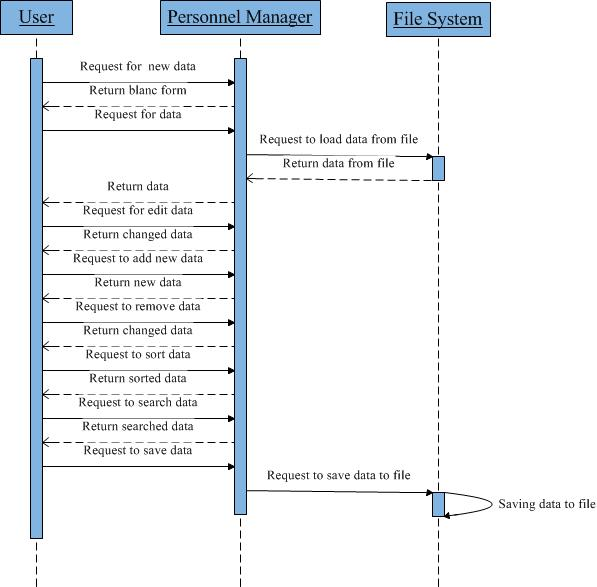 User
Personnel Manager
File System
Request for new data
Return blanc form
Request for data
Request to load data from file
Return data from file
Return data
Request for edit data
Return changed data
Request to add new data
Return new data
Request to remove data
Return changed data
Request to sort data
Return sorted data
Request to search data
Return searched data
Request to save data
Request to save data to file
Saving data to file